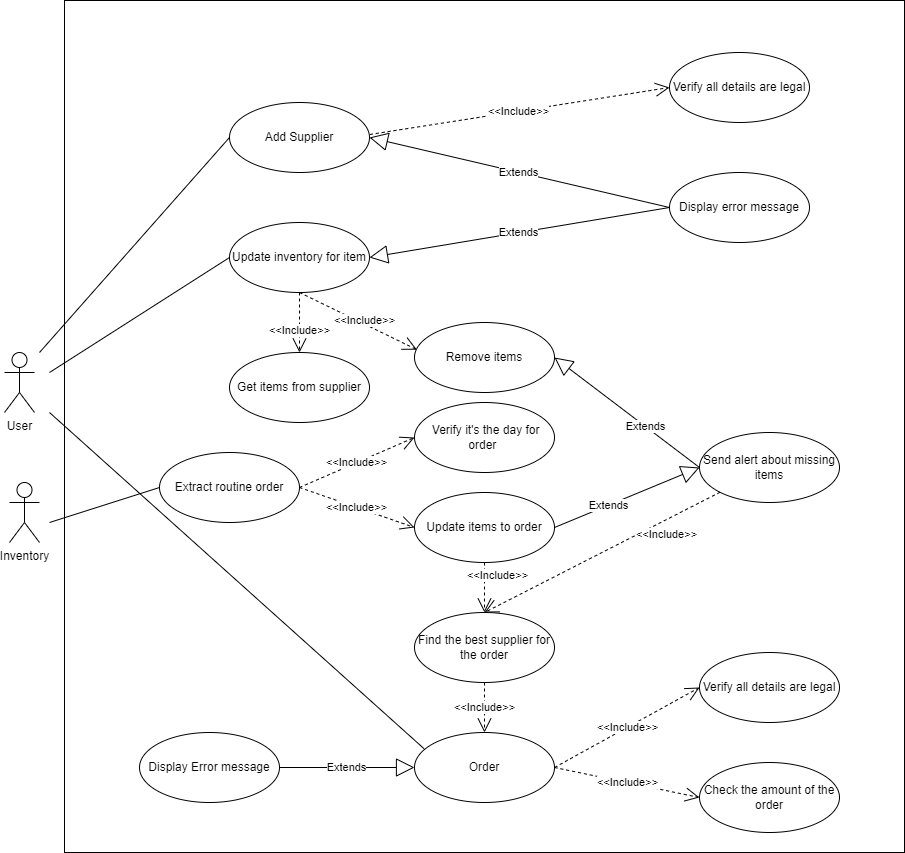 Verify all details are legal
<<Include>>
Add Supplier
Extends
Display error message
Extends
Update inventory for item
<<Include>>
<<Include>>
Remove items
Get items from supplier
User
Extends
Verify it's the day for
order
<<Include>>
Send alert about missing
items
Extract routine order
<<Include>>
Extends
Update items to order
<<Include>>
Inventory
<<Include>>
Find the best supplier for
the order
Verify all details are legal
<<Include>>
<<Include>>
Display Error message
Extends
Order
<<Include>>
Check the amount of the
order